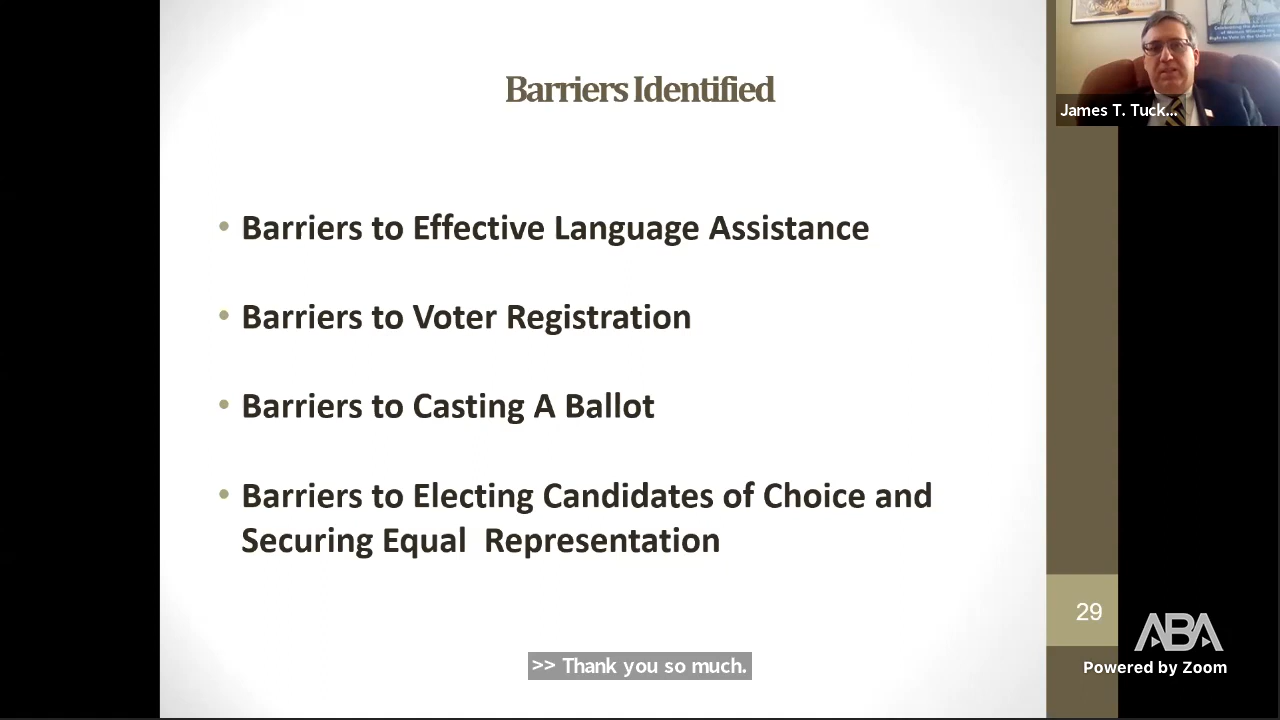 Barriers Identified
• Barriers to Effective Language Assistance
• Barriers to Voter Registration
• Barriers to Casting A Ballot
• Barriers to Electing Candidates of Choice and
Securing Equal Representation
29
James T. Tuck...
ABA
Powered by Zoom
>> Thank you so much.